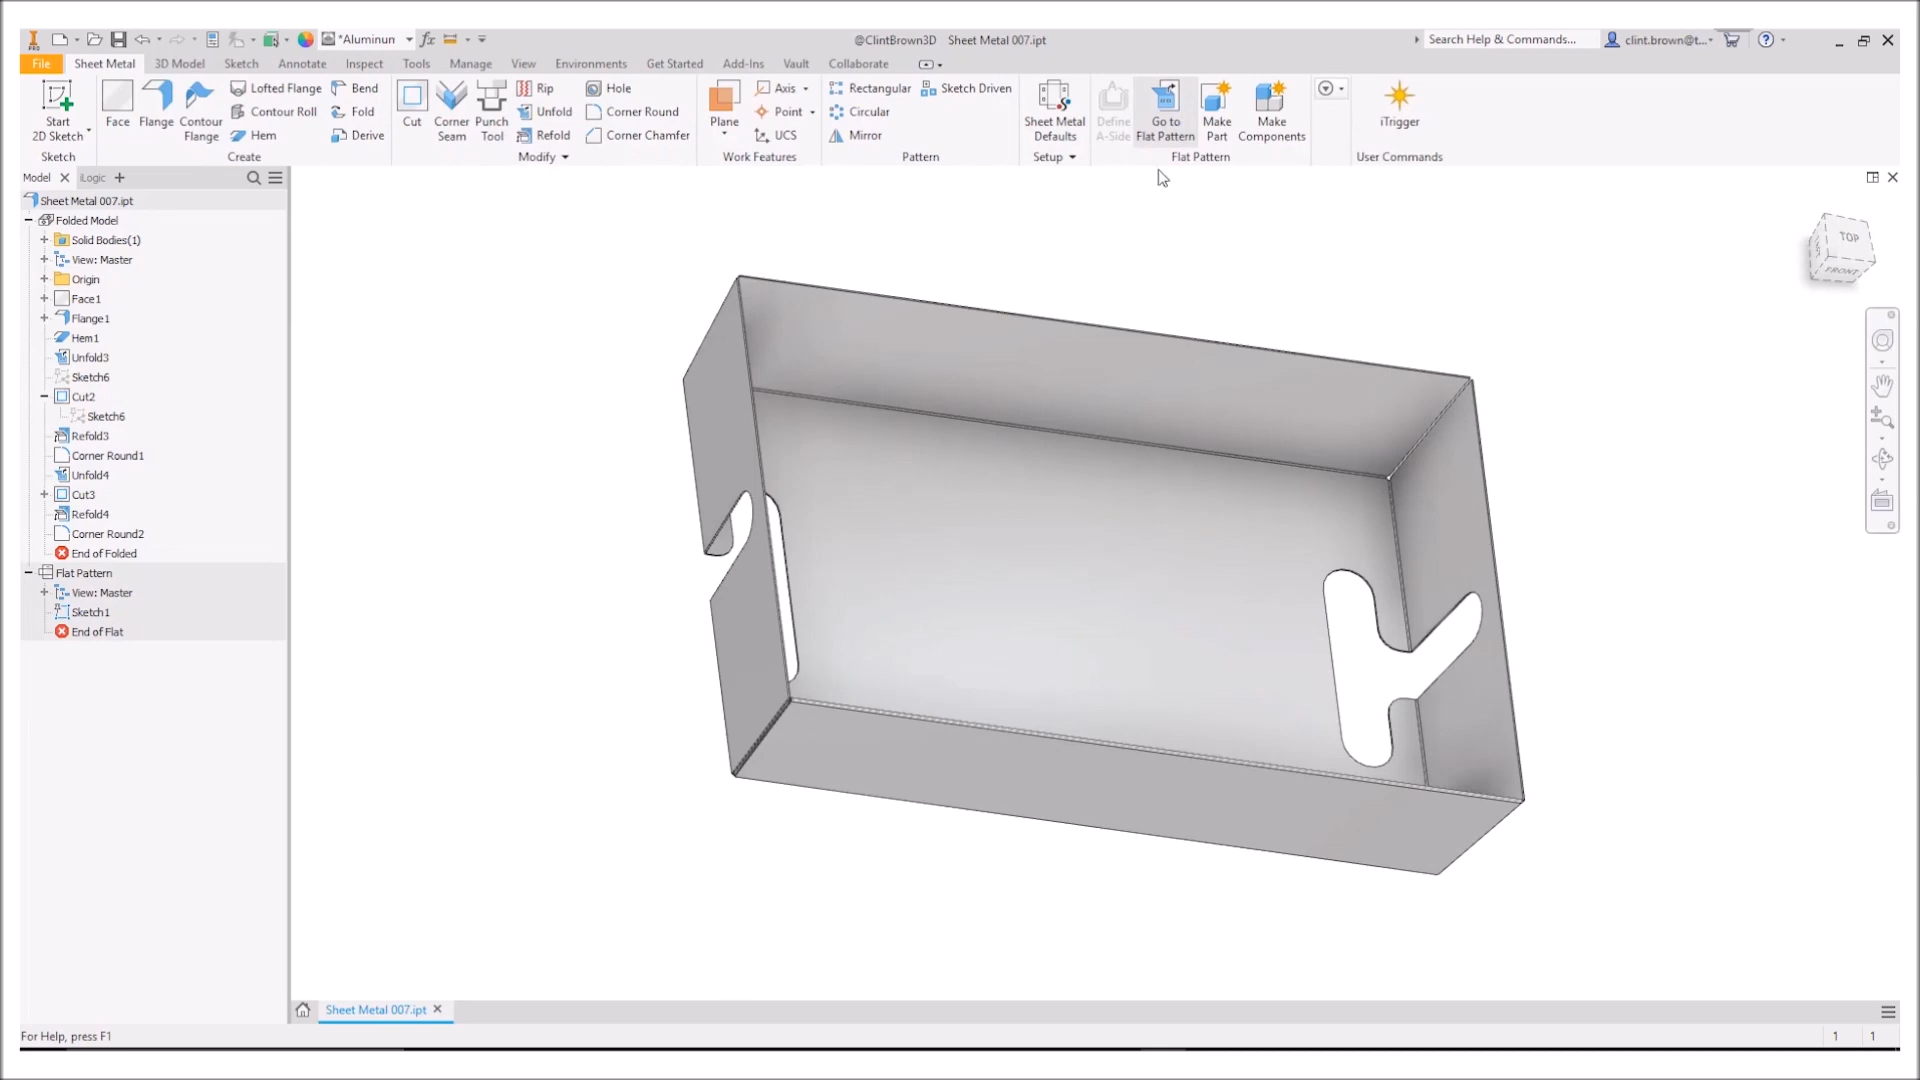 PRO
*Aluminun
fx
@ClintBrown3D Sheet Metal 007.ipt
Search Help & Commands...
clint.brown@t...
File
Sheet Metal
3D Model
Sketch
Annotate
Inspect
Tools
Manage
View
Environments
Get Started
Add-Ins
Vault
Collaborate
Start
2D Sketch
Face
Flange
Contour
Flange
Lofted Flange
Contour Roll
Hem
Bend
Fold
Derive
Cut
Corner
Seam
Punch
Tool
Rip
Unfold
Refold
Hole
Corner Round
Corner Chamfer
Plane
Axis
Point
UCS
Rectangular
Circular
Mirror
Sketch Driven
Sheet Metal
Defaults
Define
A-Side
Go to
Flat Pattern
Make
Part
Make
Components
iTrigger
Sketch
Create
Modify
Work Features
Pattern
Setup
Flat Pattern
User Commands
Model
iLogic
Sheet Metal 007.ipt
Folded Model
Solid Bodies(1)
View: Master
Origin
Face1
Flange1
Hem1
Unfold3
Sketch6
Cut2
Sketch6
Refold3
Corner Round1
Unfold4
Cut3
Refold4
Corner Round2
End of Folded
Flat Pattern
View: Master
Sketch1
End of Flat
TOP
FRONT
Sheet Metal 007.ipt
For Help, press F1
1 1